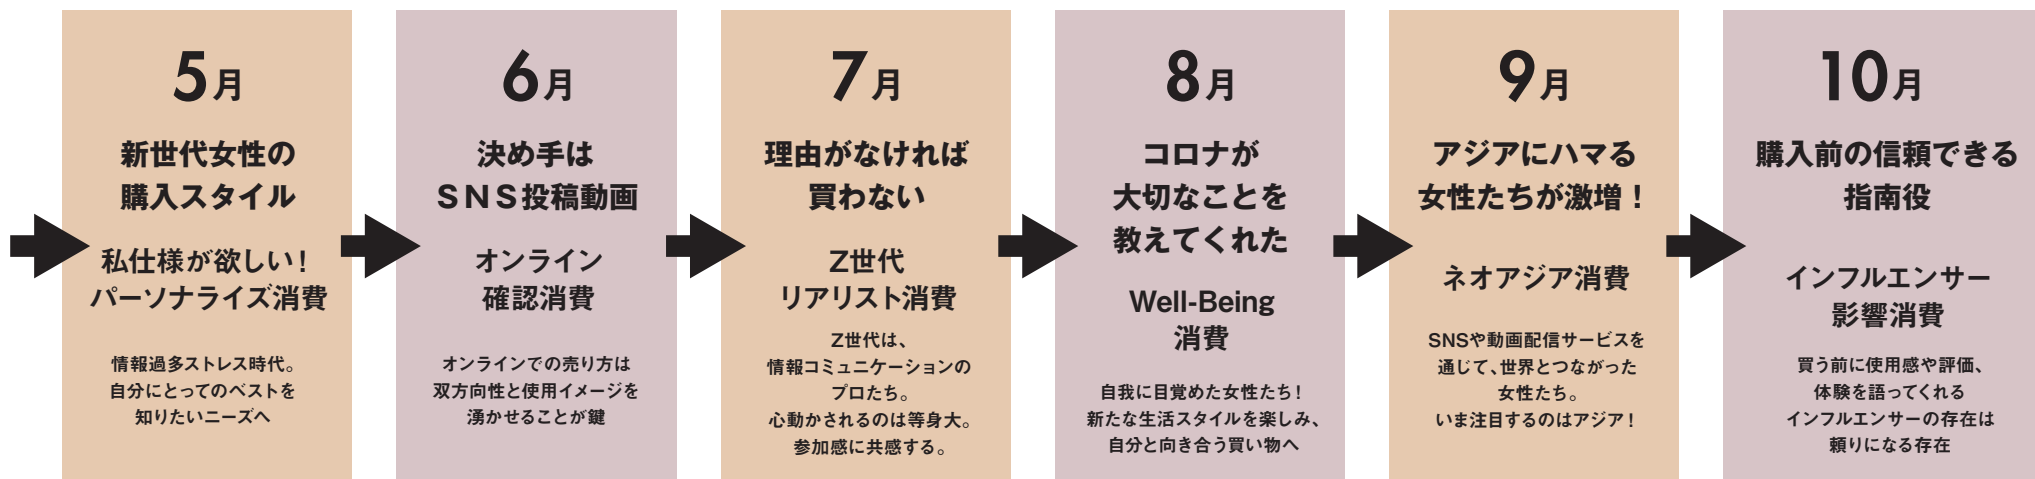 5月
新世代女性の
購入スタイル
私仕様が欲しい！
パーソナライズ消費
情報過多ストレス時代。
自分にとってのベストを
知りたいニーズへ
6月
決め手は
SNS投稿動画
オンライン
確認消費
オンラインでの売り方は
双方向性と使用イメージを
湧かせることが鍵
7月
理由がなければ
買わない
Z世代
リアリスト消費
Z世代は、
情報コミュニケーションの
プロたち。
心動かされるのは等身大。
参加感に共感する。
8月
コロナが
大切なことを
教えてくれた
Well-Being
消費
自我に目覚めた女性たち！
新たな生活スタイルを楽しみ、
自分と向き合う買い物へ
9月
アジアにハマる
女性たちが激増！
ネオアジア消費
SNSや動画配信サービスを
通じて、世界とつながった
女性たち。
いま注目するのはアジア！
10月
購入前の信頼できる
指南役
インフルエンサー
影響消費
買う前に使用感や評価、
体験を語ってくれる
インフルエンサーの存在は
頼りになる存在